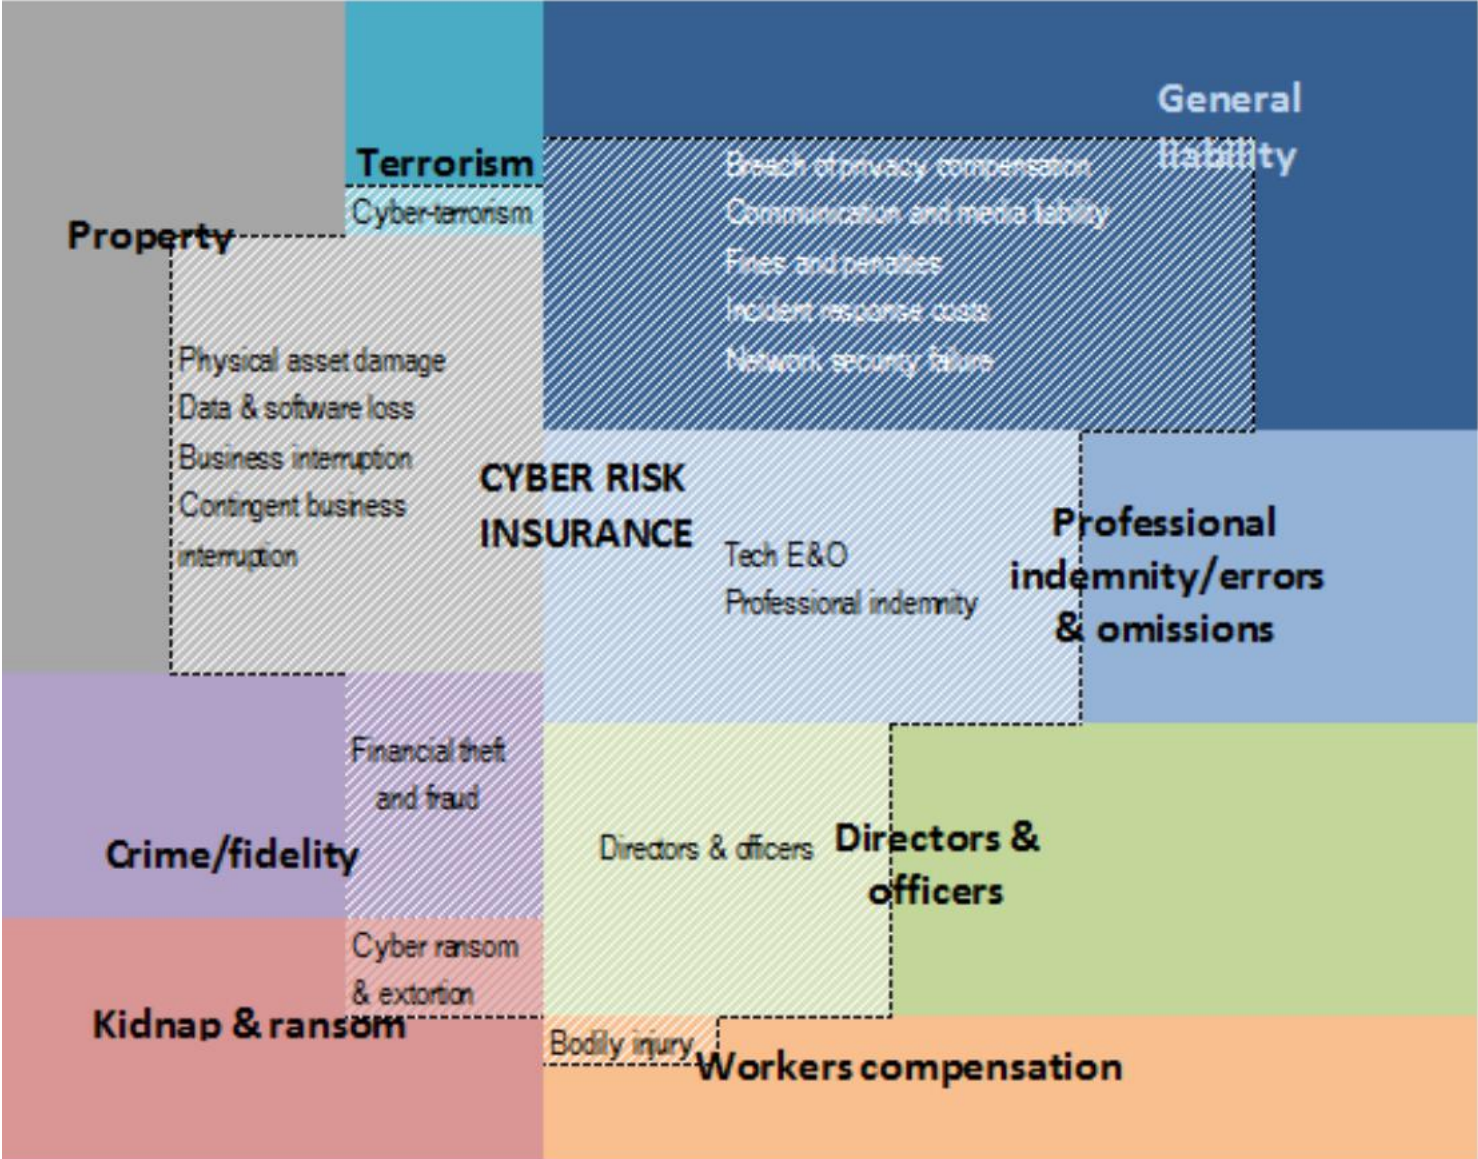 General
liability
Terrorism
Cyber-terrorism
Breach of privacy compensation
Communication and media liability
Fines and penalties
Incident response costs
Network security failure
Property
Physical asset damage
Data & software loss
Business interruption
Contingent business
interruption
CYBER RISK
INSURANCE
Tech E&O
Professional indemnity
Professional
indemnity/errors
& omissions
Financial theft
and fraud
Crime/fidelity
Directors & officers
Directors &
officers
Cyber ransom
& extortion
Kidnap & ransom
Bodily injury
Workers compensation